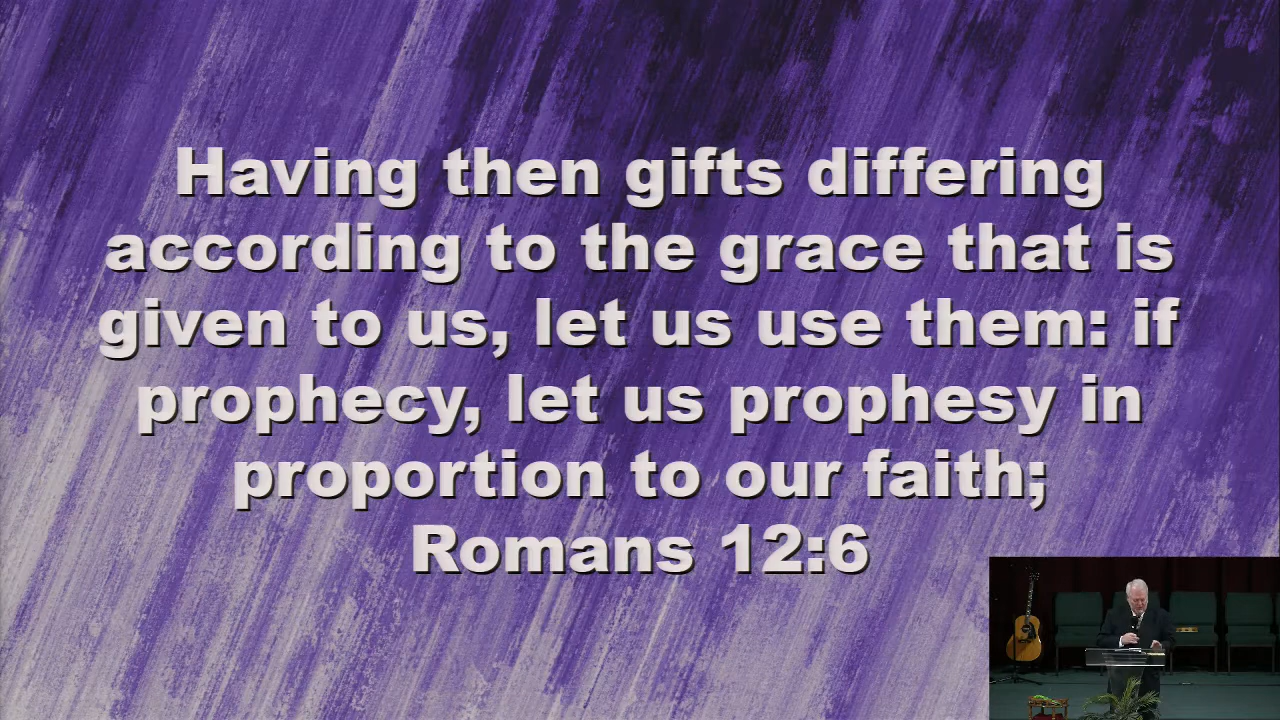 Having then gifts differing
according to the grace that is
given to us, let us use them: if
prophecy, let us prophesy in
proportion to our faith;
Romans 12:6